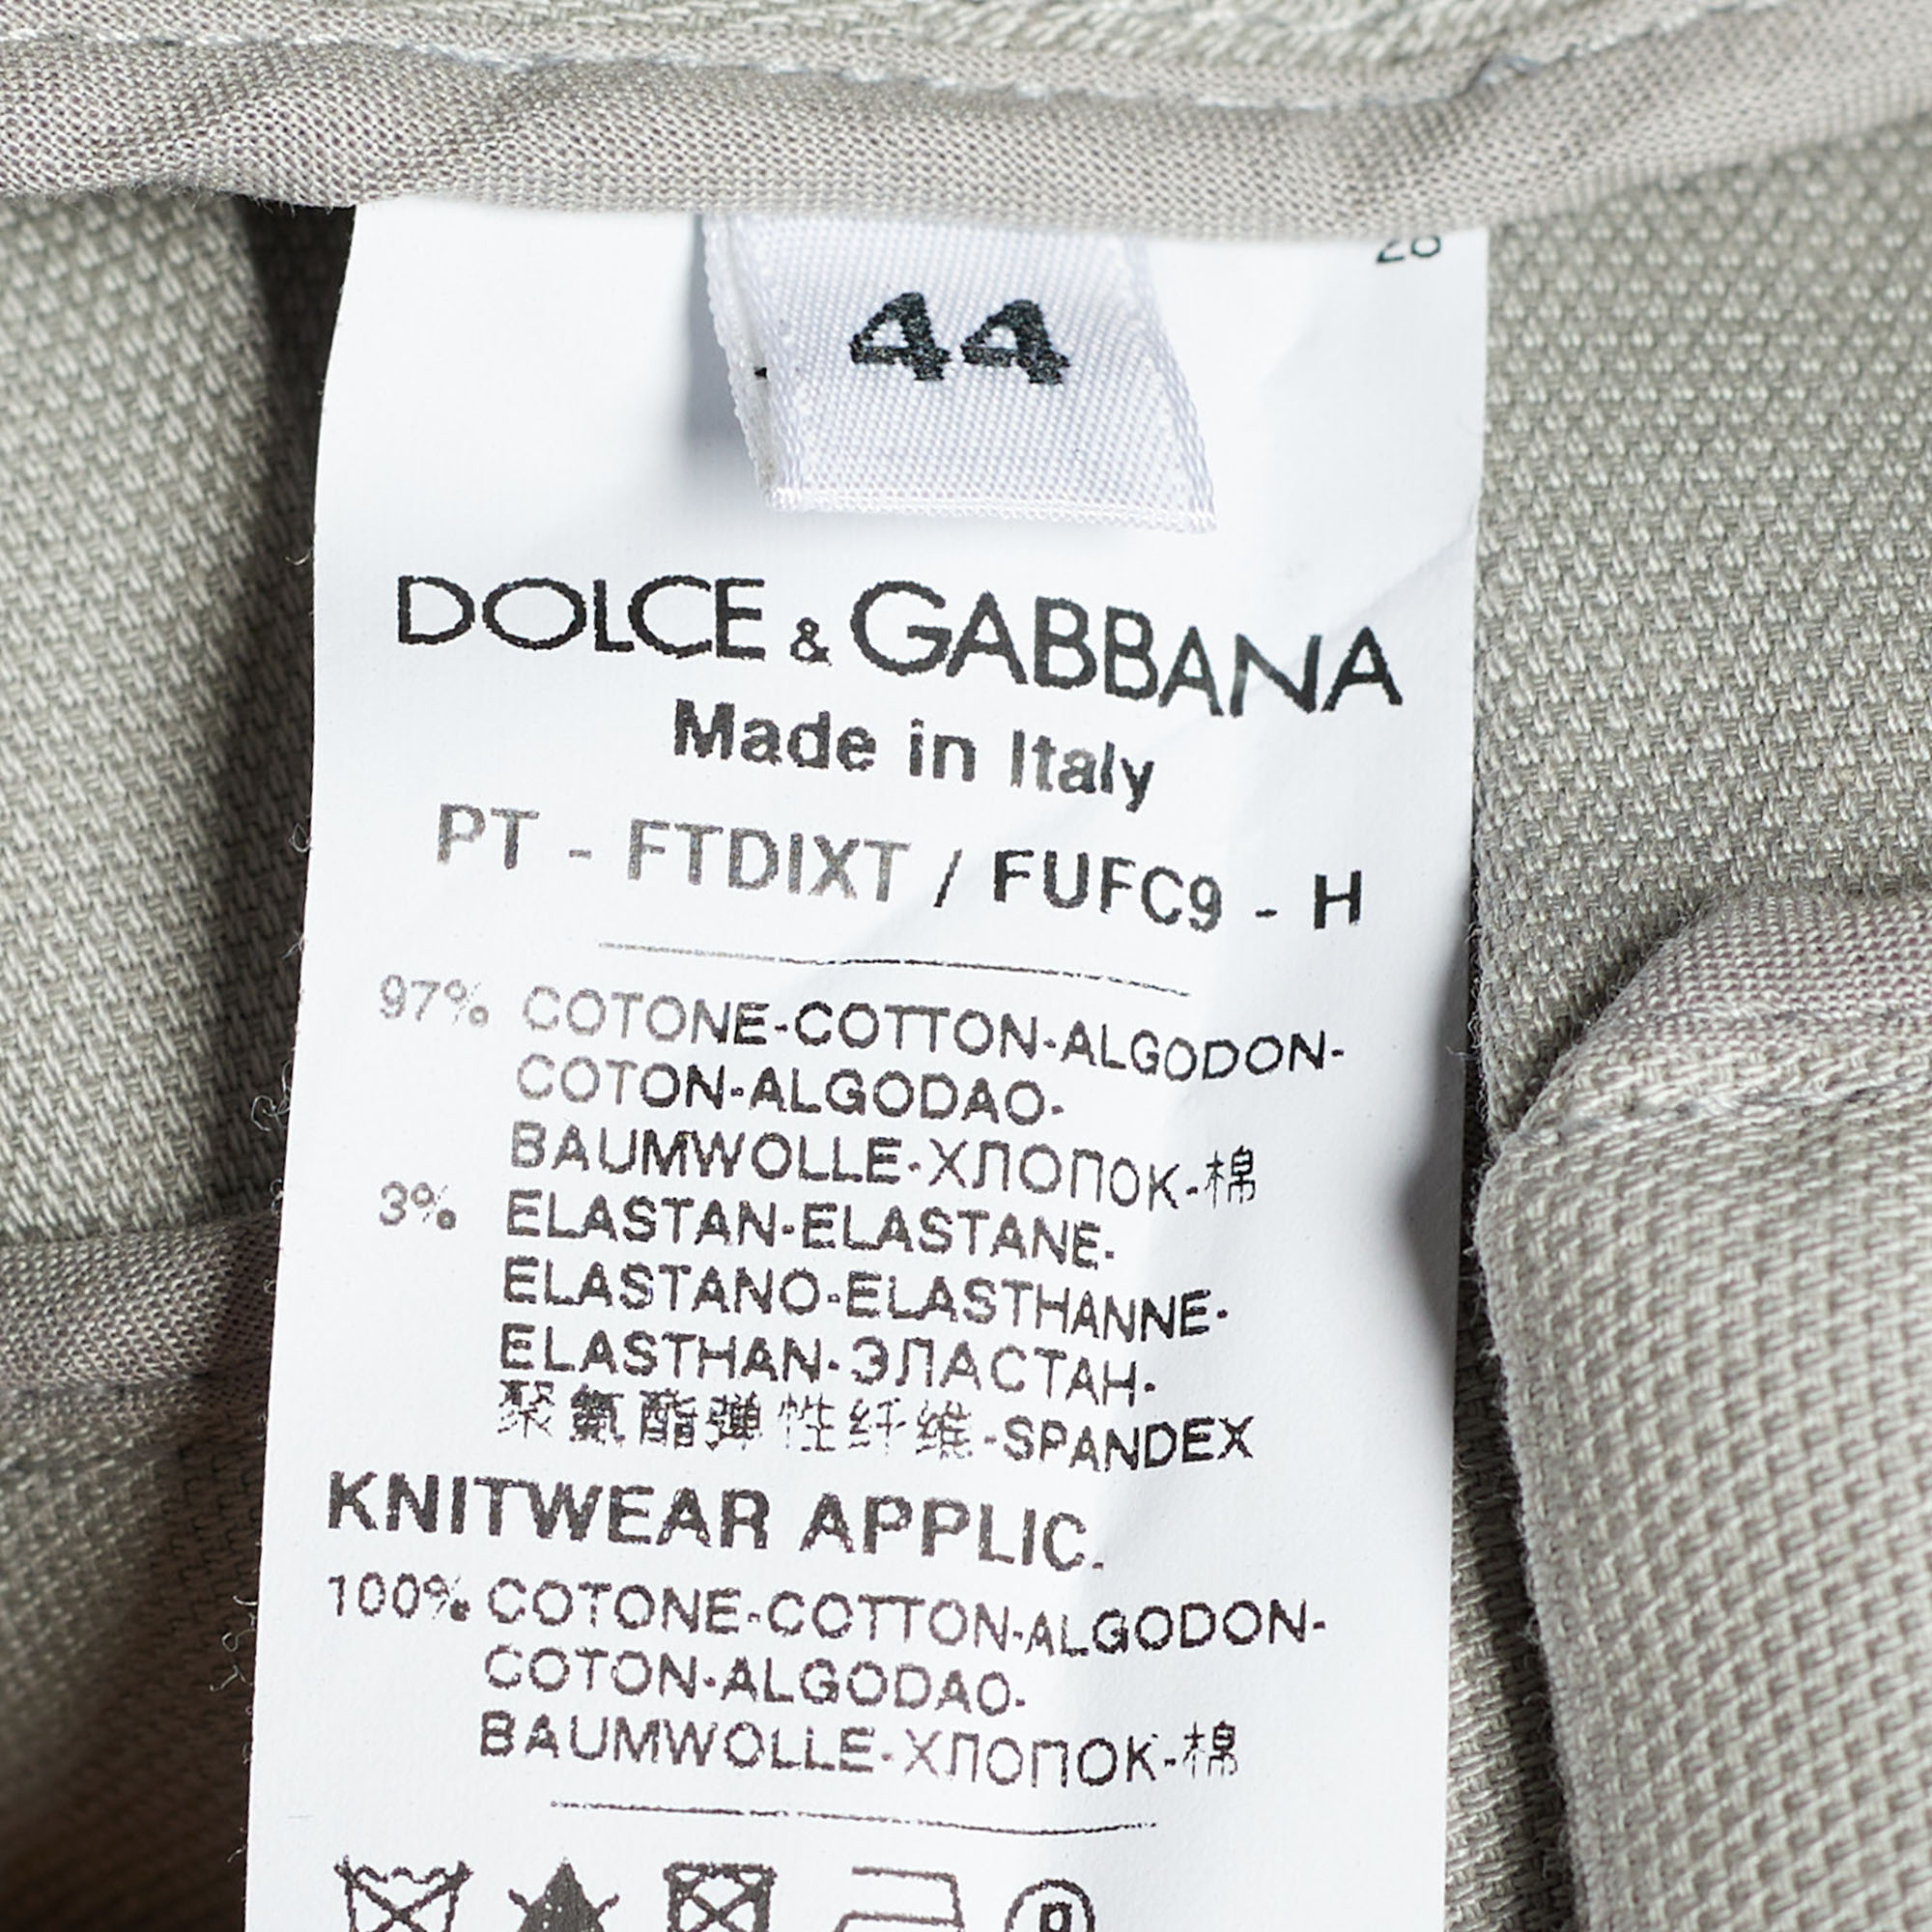 44
DOLCE & GABBANA
Made in Italy
PT - FTDIXT / FUFC9 - H
97% COTONE-COTTON-ALGODON-
COTON-ALGODAO-
BAUMWOLLE-ХЛОПОК-棉
3% ELASTAN-ELASTANE-
ELASTANO-ELASTHANNE-
ELASTHAN-ЭЛАСТАН-
聚氨酯弹性纤维-SPANDEX
KNITWEAR APPLIC.
100% COTONE-COTTON-ALGODON-
COTON-ALGODAO-
BAUMWOLLE-ХЛОПОК-棉